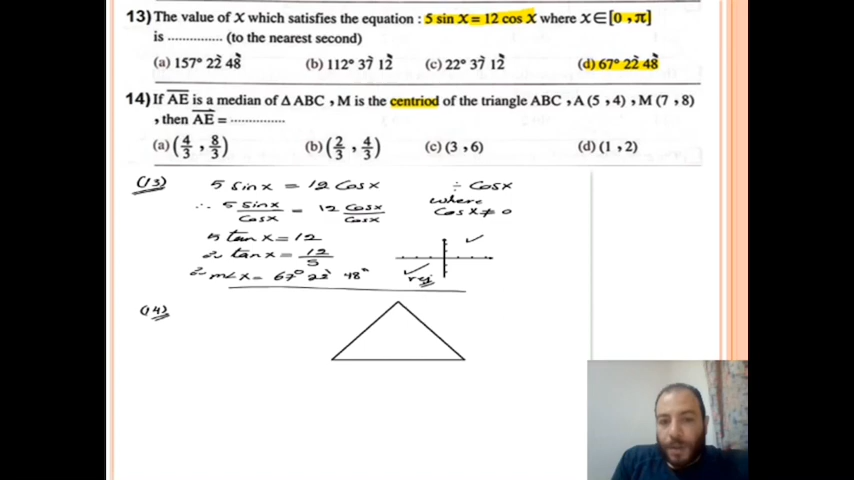 13) The value of X which satisfies the equation : 5 sin X = 12 cos X where X ∈ [0 , π]
is .............. (to the nearest second)
(a) 157° 22̀ 48̏ (b) 112° 37̀ 12̏ (c) 22° 37̀ 12̏ (d) 67° 22̀ 48̏
14) If AE is a median of Δ ABC , M is the centriod of the triangle ABC , A (5 , 4) , M (7 , 8)
, then AE = ..............
(a) (4/3 , 8/3) (b) (2/3 , 4/3) (c) (3 , 6) (d) (1 , 2)
(13) 5 sin x = 12 Cos x ÷ Cos x
∴ 5 sin x / Cos x = 12 Cos x / Cos x where
Cos x ≠ 0
5 tan x = 12
∴ tan x = 12/5
∴ m∠x = 67° 22̀ 48̏ rej
(14)